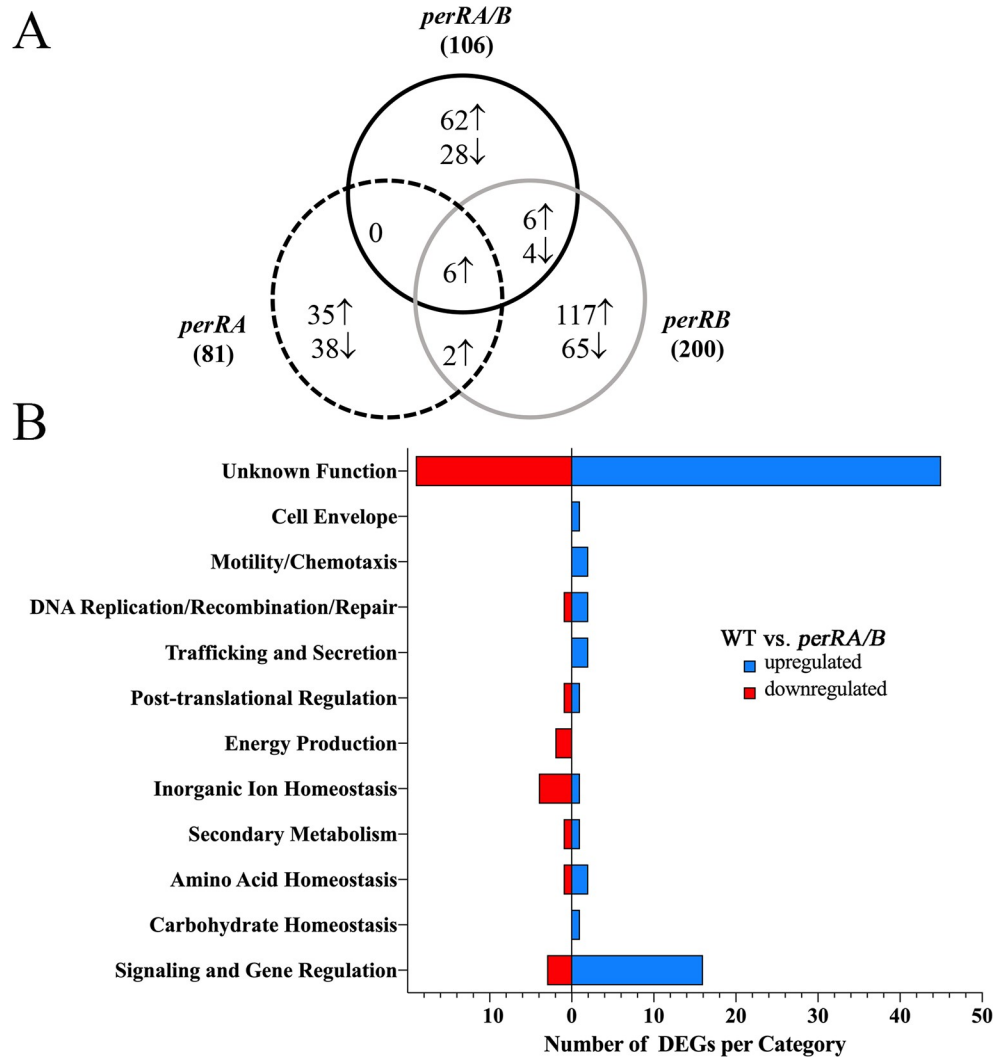 A
perRA/B
(106)
62↑
28↓
0
6↑
4↓
6↑
35↑
38↓
2↑
117↑
65↓
perRA
(81)
perRB
(200)
B
Unknown Function
Cell Envelope
Motility/Chemotaxis
DNA Replication/Recombination/Repair
Trafficking and Secretion
Post-translational Regulation
Energy Production
Inorganic Ion Homeostasis
Secondary Metabolism
Amino Acid Homeostasis
Carbohydrate Homeostasis
Signaling and Gene Regulation
WT vs. perRA/B
upregulated
downregulated
10 0 10 20 30 40 50
Number of DEGs per Category